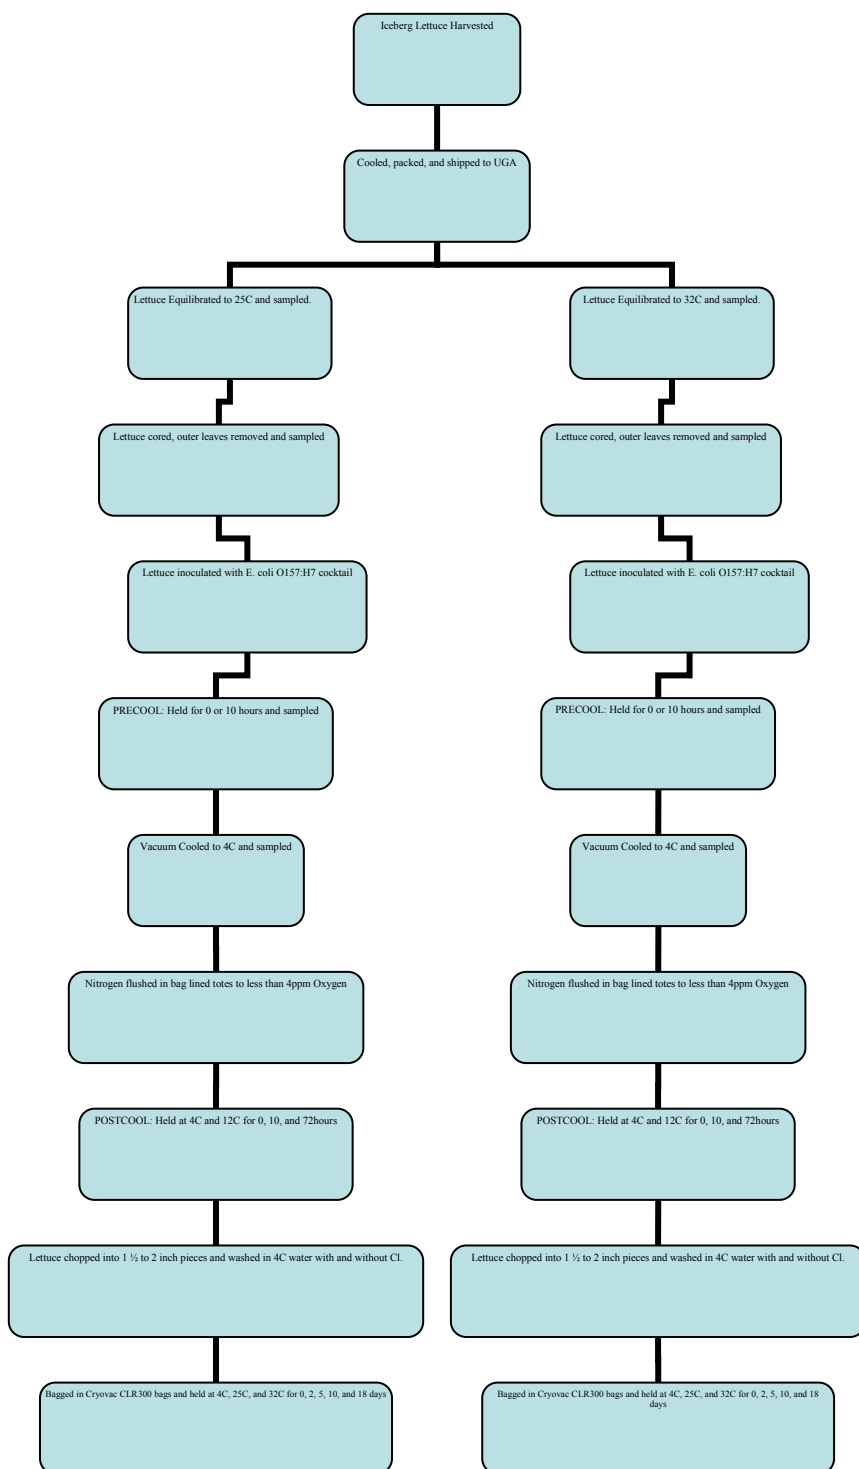 Iceberg Lettuce Harvested
Cooled, packed, and shipped to UGA
Lettuce Equilibrated to 25C and sampled.
Lettuce Equilibrated to 32C and sampled.
Lettuce cored, outer leaves removed and sampled
Lettuce cored, outer leaves removed and sampled
Lettuce inoculated with E. coli O157:H7 cocktail
Lettuce inoculated with E. coli O157:H7 cocktail
PRECOOL: Held for 0 or 10 hours and sampled
PRECOOL: Held for 0 or 10 hours and sampled
Vacuum Cooled to 4C and sampled
Vacuum Cooled to 4C and sampled
Nitrogen flushed in bag lined totes to less than 4ppm Oxygen
Nitrogen flushed in bag lined totes to less than 4ppm Oxygen
POSTCOOL: Held at 4C and 12C for 0, 10, and 72hours
POSTCOOL: Held at 4C and 12C for 0, 10, and 72hours
Lettuce chopped into 1 ½ to 2 inch pieces and washed in 4C water with and without Cl.
Lettuce chopped into 1 ½ to 2 inch pieces and washed in 4C water with and without Cl.
Bagged in Cryovac CLR300 bags and held at 4C, 25C, and 32C for 0, 2, 5, 10, and 18 days
Bagged in Cryovac CLR300 bags and held at 4C, 25C, and 32C for 0, 2, 5, 10, and 18
days